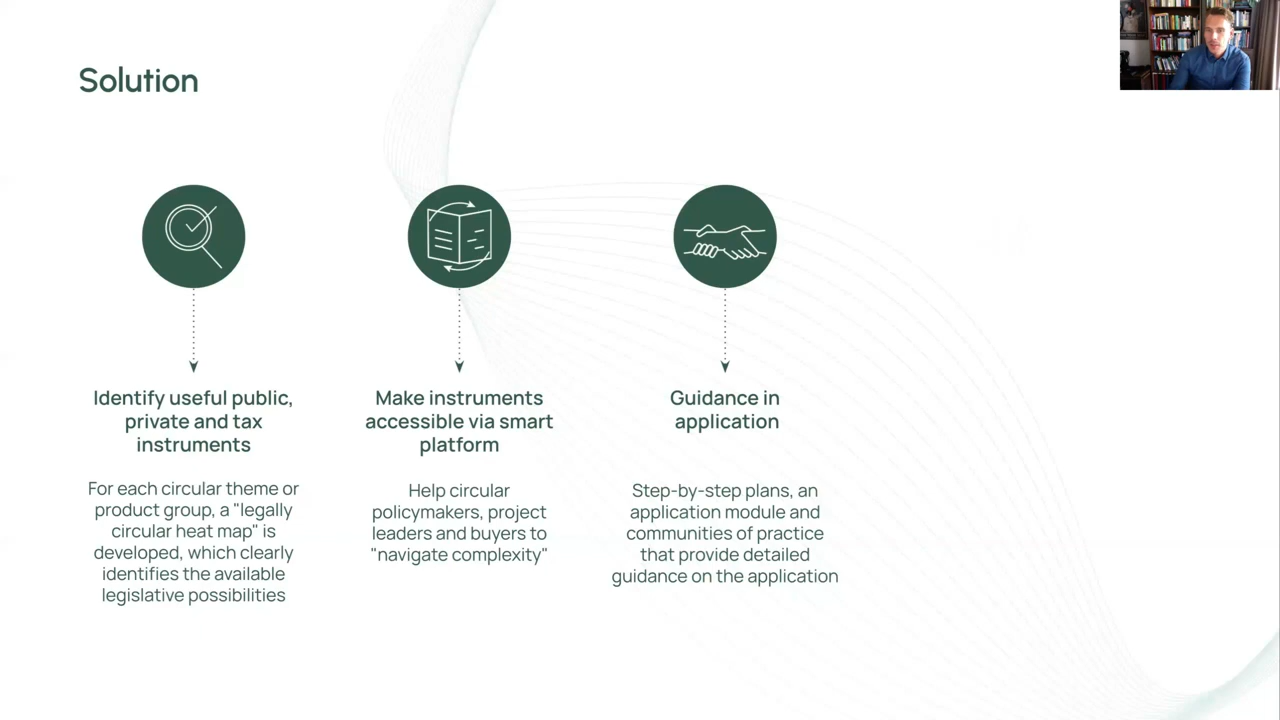 Solution
Identify useful public,
private and tax
instruments
For each circular theme or
product group, a "legally
circular heat map" is
developed, which clearly
identifies the available
legislative possibilities
Make instruments
accessible via smart
platform
Help circular
policymakers, project
leaders and buyers to
"navigate complexity"
Guidance in
application
Step-by-step plans, an
application module and
communities of practice
that provide detailed
guidance on the application